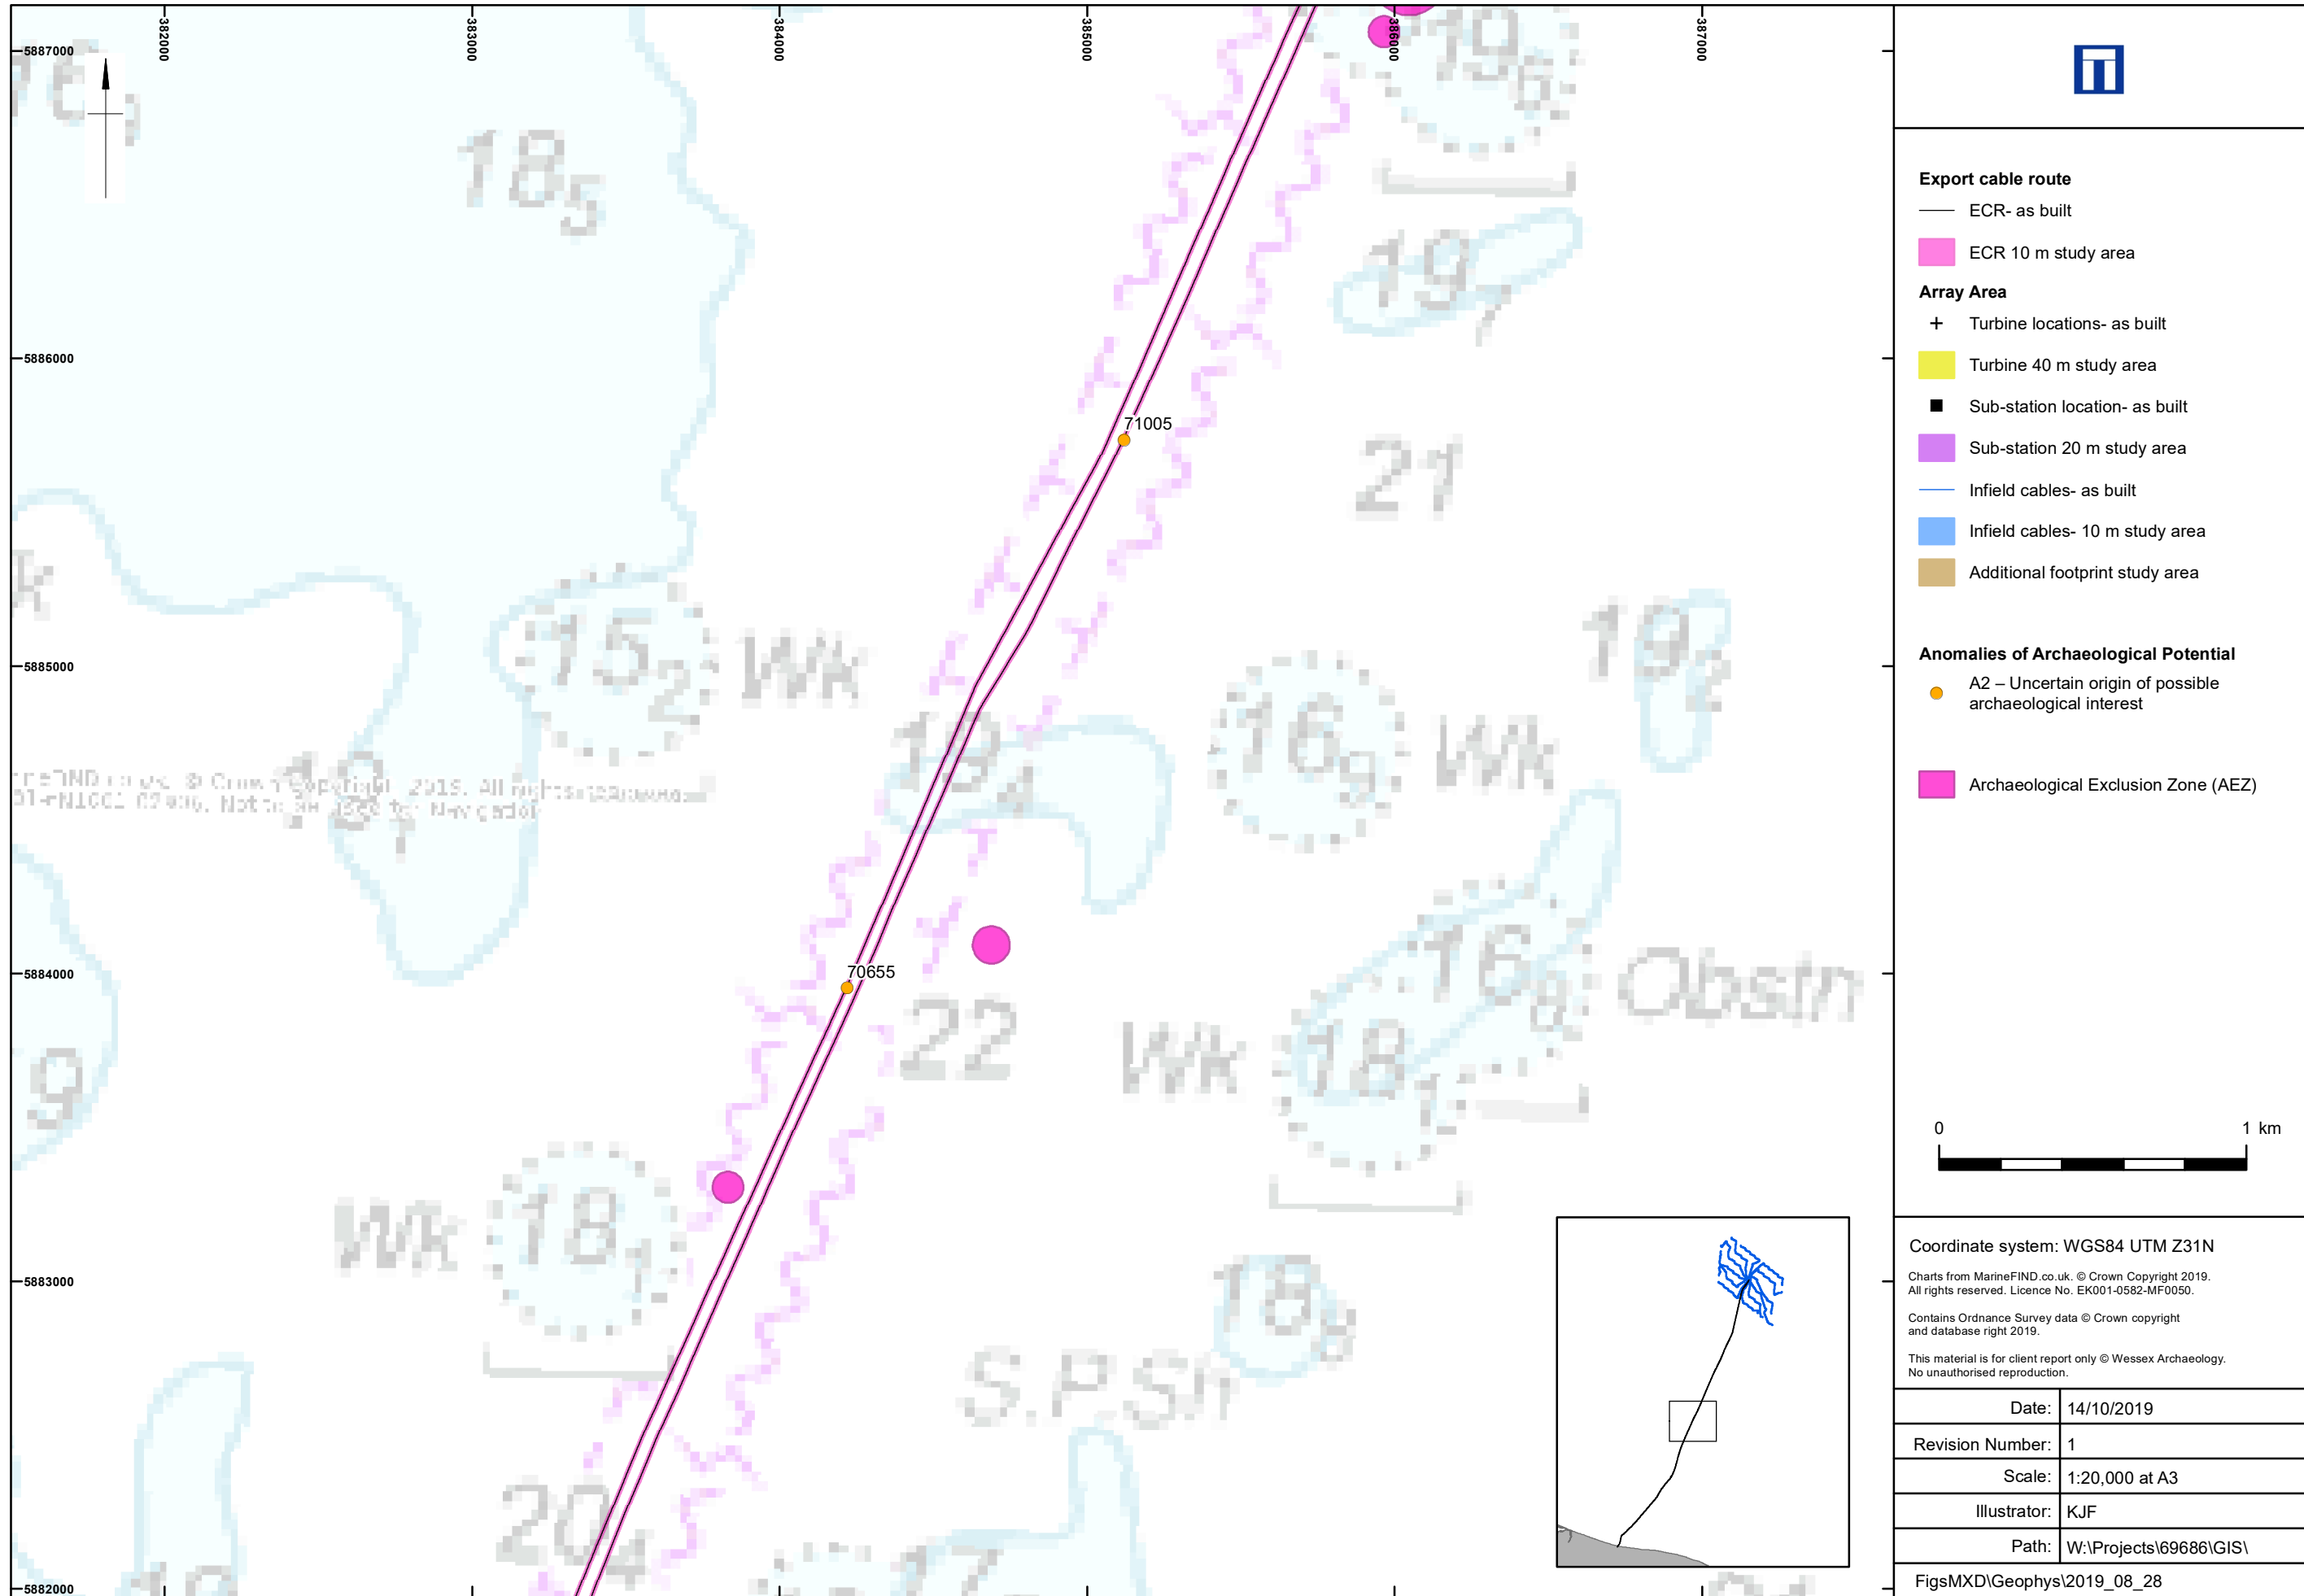 382000
383000
384000
385000
386000
387000
5887000
5886000
5885000
5884000
5883000
5882000
18 5
19 6
19 7
21
71005
15 2 Wk
16 9 Wk
19 2
19 4
70655
22
16 9 Obstn
Wk 18 1
Wk 18 1
18 9
S.P.Sh
20 4
9
Export cable route
ECR- as built
ECR 10 m study area
Array Area
Turbine locations- as built
Turbine 40 m study area
Sub-station location- as built
Sub-station 20 m study area
Infield cables- as built
Infield cables- 10 m study area
Additional footprint study area
Anomalies of Archaeological Potential
A2 – Uncertain origin of possible
archaeological interest
Archaeological Exclusion Zone (AEZ)
0 1 km
Coordinate system: WGS84 UTM Z31N
Charts from MarineFIND.co.uk. © Crown Copyright 2019.
All rights reserved. Licence No. EK001-0582-MF0050.
Contains Ordnance Survey data © Crown copyright
and database right 2019.
This material is for client report only © Wessex Archaeology.
No unauthorised reproduction.
Date: 14/10/2019
Revision Number: 1
Scale: 1:20,000 at A3
Illustrator: KJF
Path: W:\Projects\69686\GIS\
FigsMXD\Geophys\2019_08_28